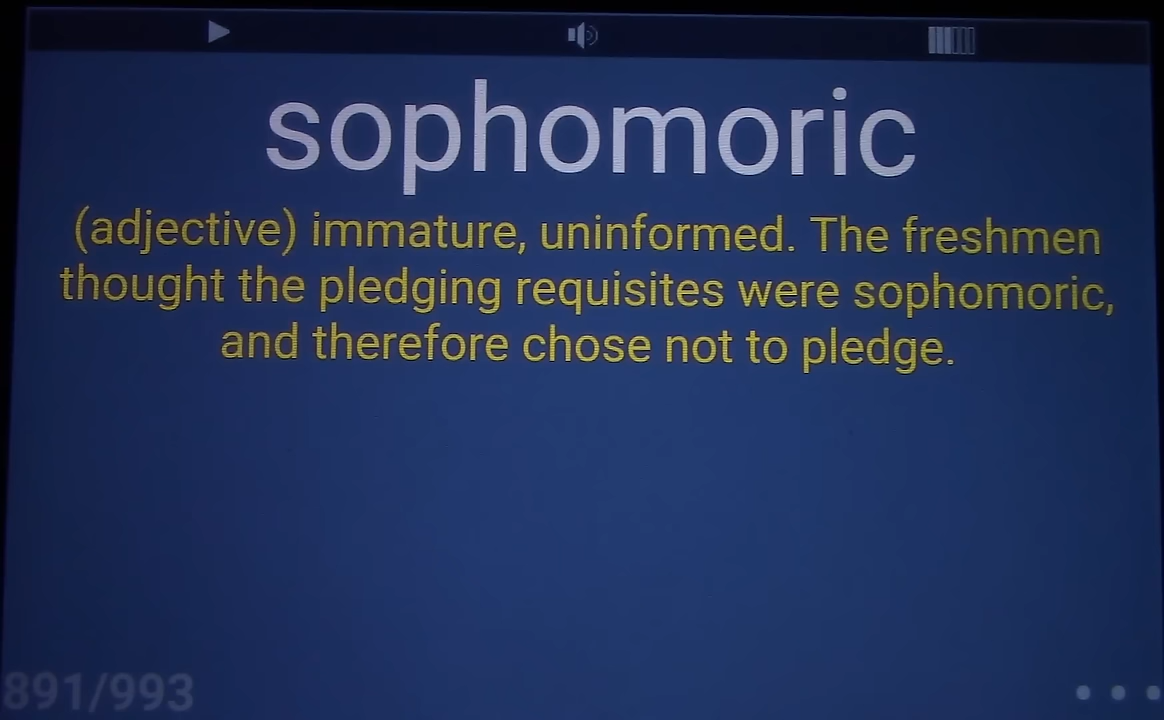 sophomoric
(adjective) immature, uninformed. The freshmen
thought the pledging requisites were sophomoric,
and therefore chose not to pledge.
891/993